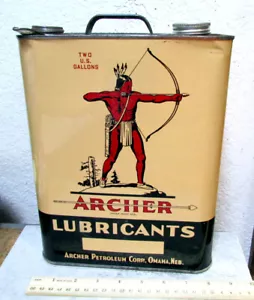 TWO
U.S.
GALLONS
ARCHER
LUBRICANTS
ARCHER PETROLEUM CORP., OMAHA, NEB.